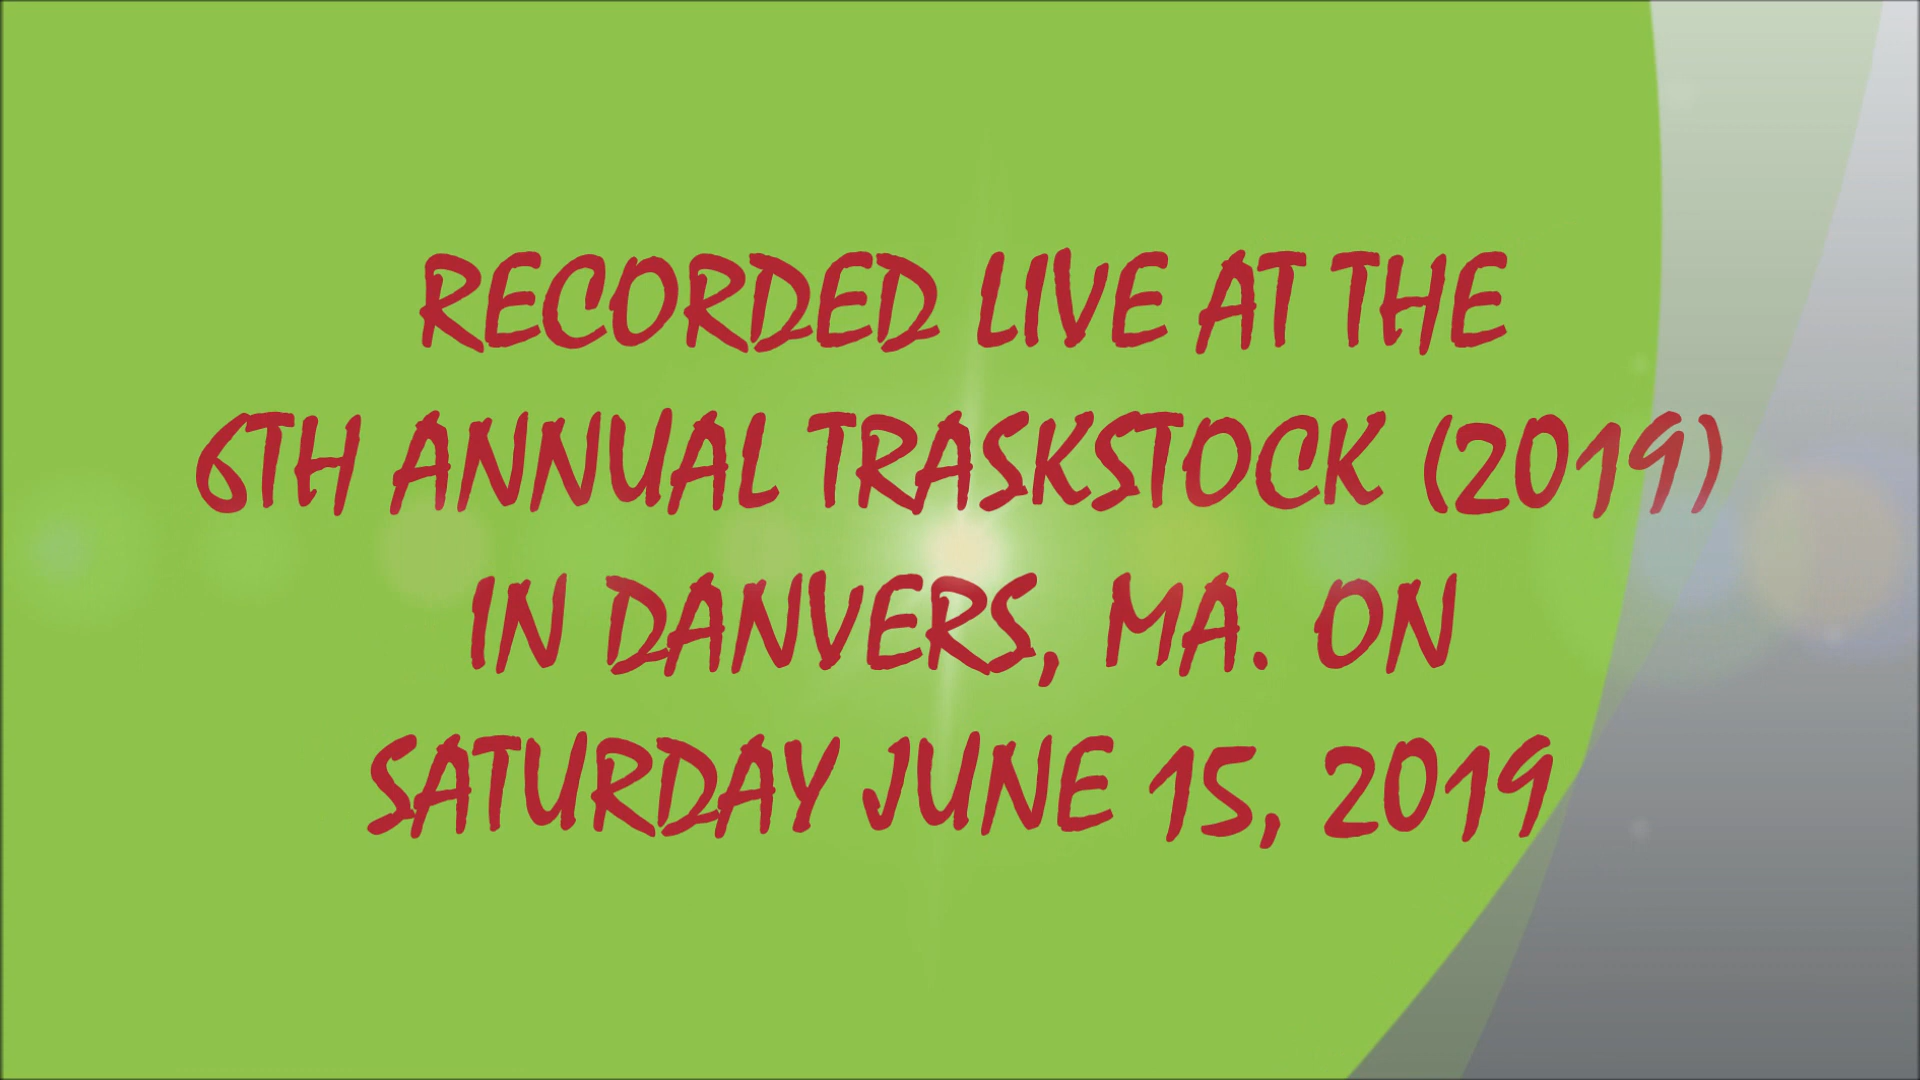 RECORDED LIVE AT THE
6TH ANNUAL TRASKSTOCK (2019)
IN DANVERS, MA. ON
SATURDAY JUNE 15, 2019